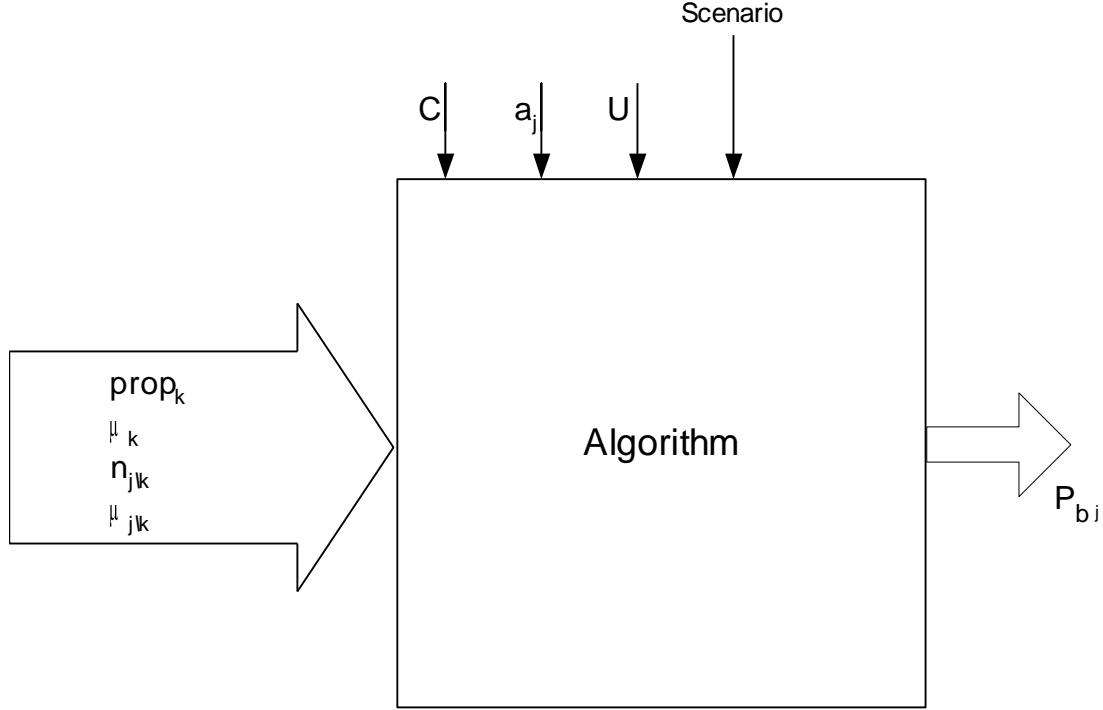 Scenario
C a_j U
prop_k
μ_k
n_j\k
μ_j\k
Algorithm
P_b j